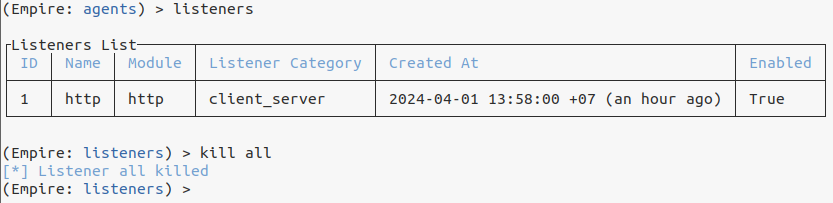 (Empire: agents) > listeners
Listeners List
ID Name Module Listener Category Created At Enabled
1 http http client_server 2024-04-01 13:58:00 +07 (an hour ago) True
(Empire: listeners) > kill all
[*] Listener all killed
(Empire: listeners) >